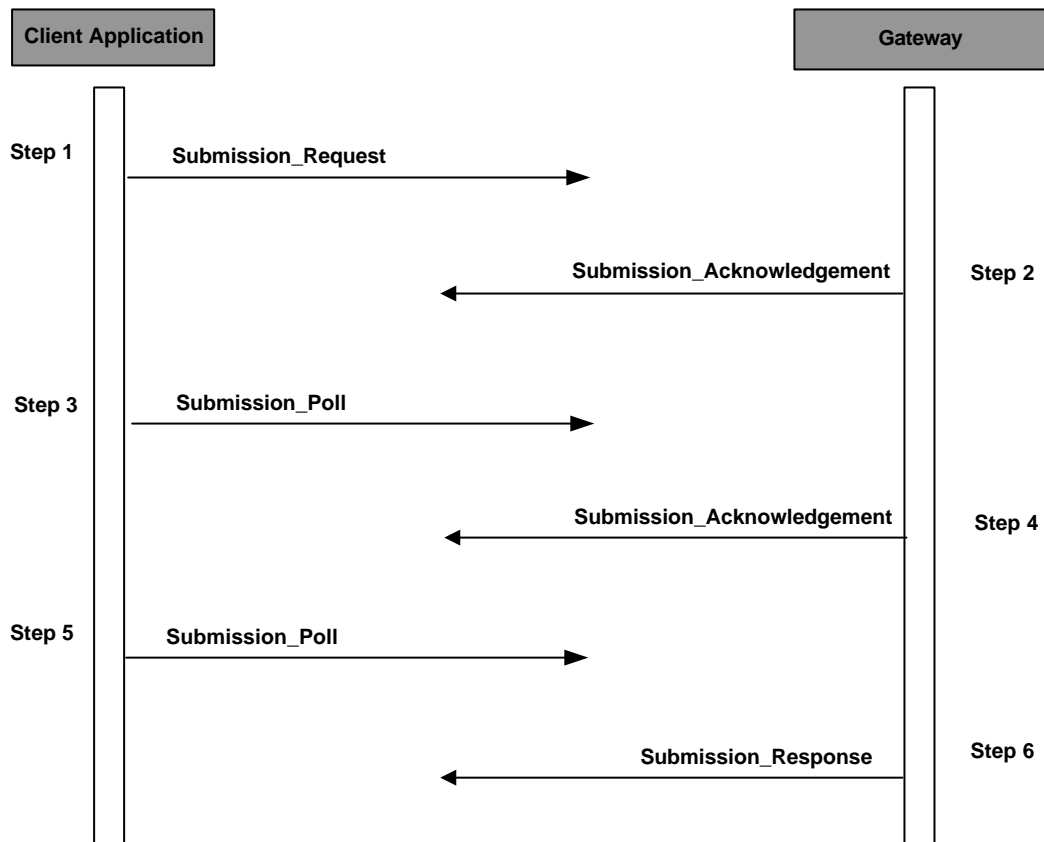 Client Application
Gateway
Step 1
Submission_Request
Submission_Acknowledgement
Step 2
Step 3
Submission_Poll
Submission_Acknowledgement
Step 4
Step 5
Submission_Poll
Submission_Response
Step 6